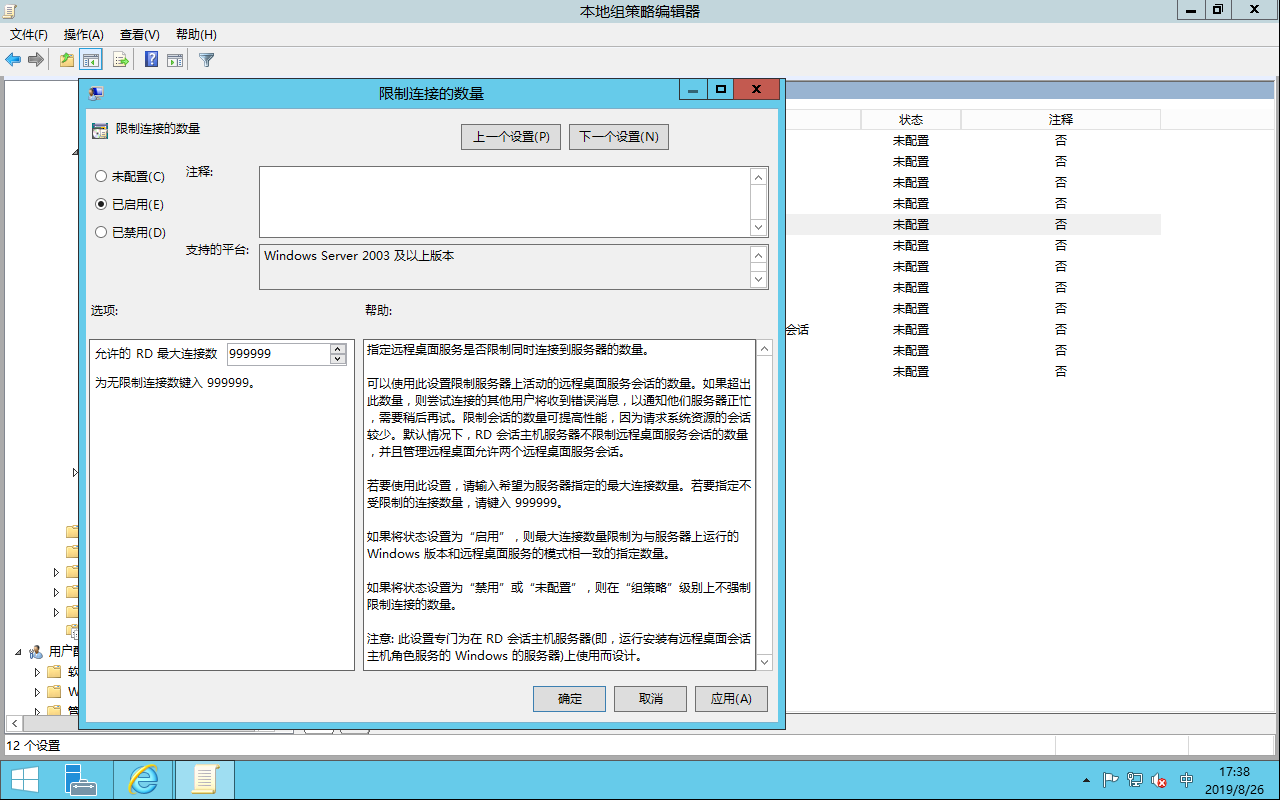 本地组策略编辑器
文件(F) 操作(A) 查看(V) 帮助(H)
限制连接的数量
限制连接的数量
上一个设置(P) 下一个设置(N)
未配置(C)
已启用(E)
已禁用(D)
注释:
支持的平台:
Windows Server 2003 及以上版本
选项:
帮助:
允许的 RD 最大连接数 999999
为无限制连接数键入 999999。
指定远程桌面服务是否限制同时连接到服务器的数量。
可以使用此设置限制服务器上活动的远程桌面服务会话的数量。如果超出
此数量，则尝试连接的其他用户将收到错误消息，以通知他们服务器正忙
，需要稍后再试。限制会话的数量可提高性能，因为请求系统资源的会话
较少。默认情况下，RD 会话主机服务器不限制远程桌面服务会话的数量
，并且管理远程桌面允许两个远程桌面服务会话。
若要使用此设置，请输入希望为服务器指定的最大连接数量。若要指定不
受限制的连接数量，请键入 999999。
如果将状态设置为“启用”，则最大连接数量限制为与服务器上运行的
Windows 版本和远程桌面服务的模式相一致的指定数量。
如果将状态设置为“禁用”或“未配置”，则在“组策略”级别上不强制
限制连接的数量。
注意: 此设置专门为在 RD 会话主机服务器(即，运行安装有远程桌面会话
主机角色服务的 Windows 的服务器)上使用而设计。
确定 取消 应用(A)
状态 注释
未配置 否
未配置 否
未配置 否
未配置 否
未配置 否
未配置 否
未配置 否
未配置 否
未配置 否
会话 未配置 否
未配置 否
未配置 否
用户配
软
W
管
12 个设置
中
17:38
2019/8/26